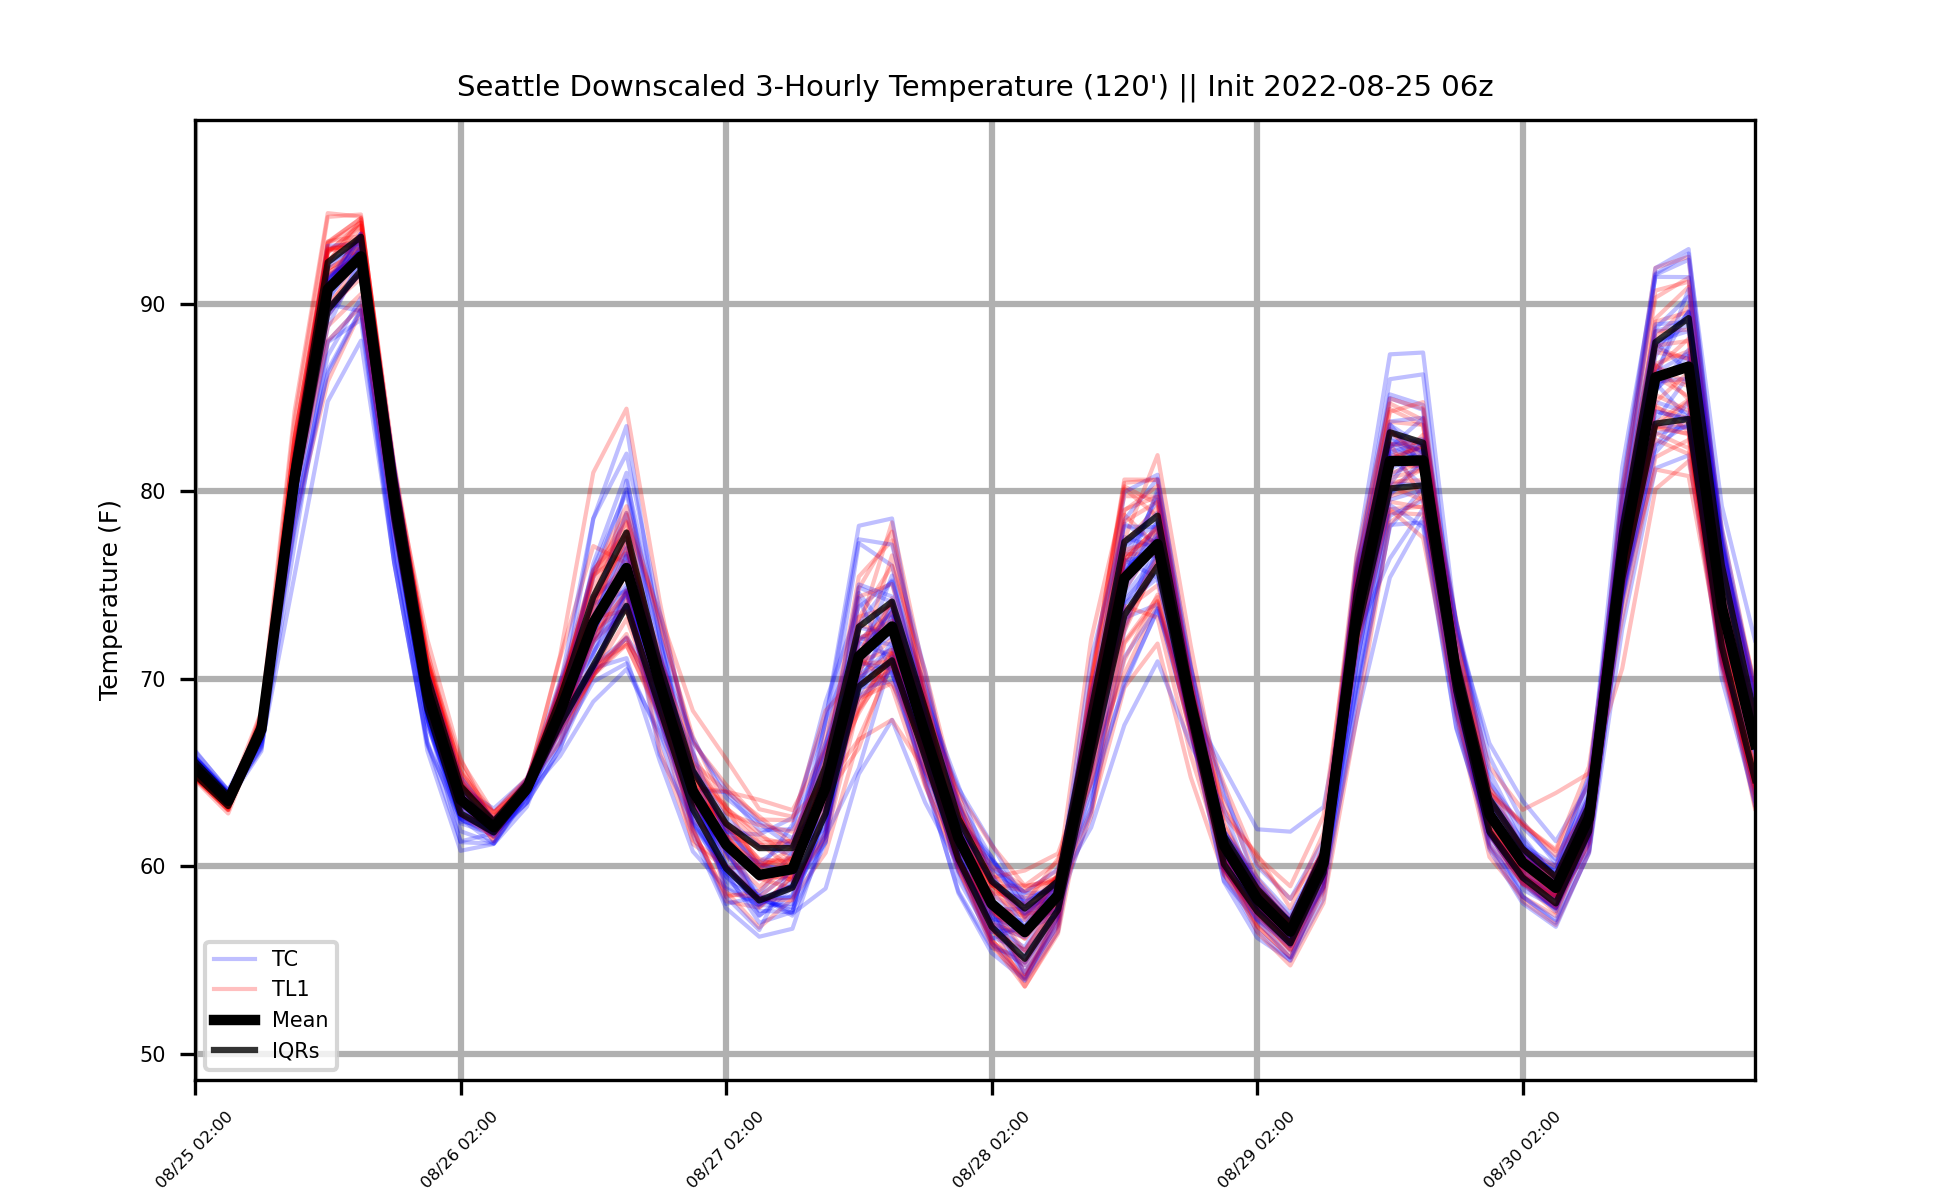 Seattle Downscaled 3-Hourly Temperature (120') || Init 2022-08-25 06z
Temperature (F)
90
80
70
60
50
TC
TL1
Mean
IQRs
08/25 02:00
08/26 02:00
08/27 02:00
08/28 02:00
08/29 02:00
08/30 02:00